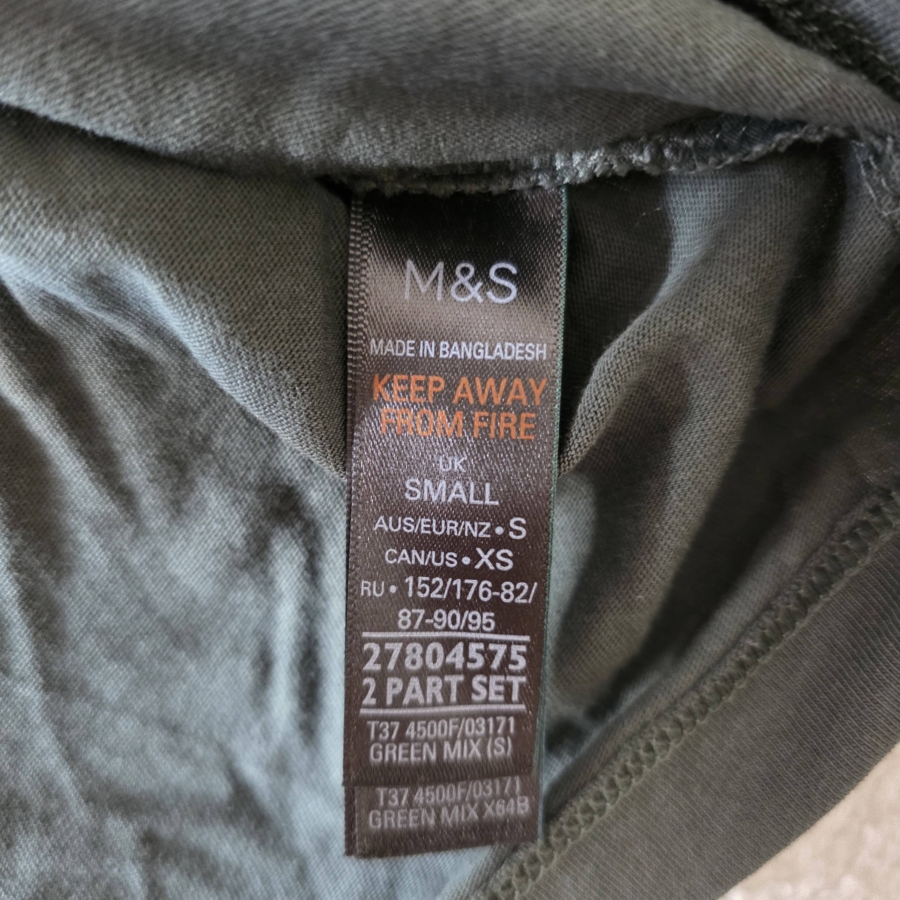 M&S
MADE IN BANGLADESH
KEEP AWAY
FROM FIRE
UK
SMALL
AUS/EUR/NZ • S
CAN/US • XS
RU • 152/176-82/
87-90/95
27804575
2 PART SET
T37 4500F/03171
GREEN MIX (S)
T37 4500F/03171
GREEN MIX X64B